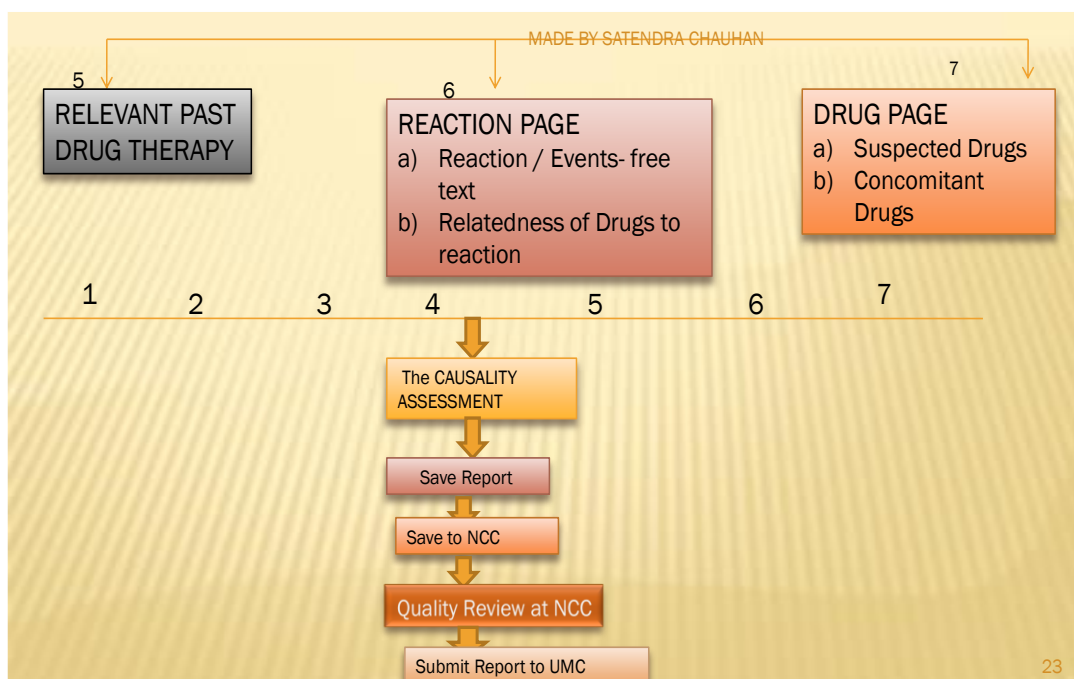 MADE BY SATENDRA CHAUHAN
5
RELEVANT PAST
DRUG THERAPY
6
REACTION PAGE
a) Reaction / Events- free
text
b) Relatedness of Drugs to
reaction
7
DRUG PAGE
a) Suspected Drugs
b) Concomitant
Drugs
1 2 3 4 5 6 7
The CAUSALITY
ASSESSMENT
Save Report
Save to NCC
Quality Review at NCC
Submit Report to UMC
23